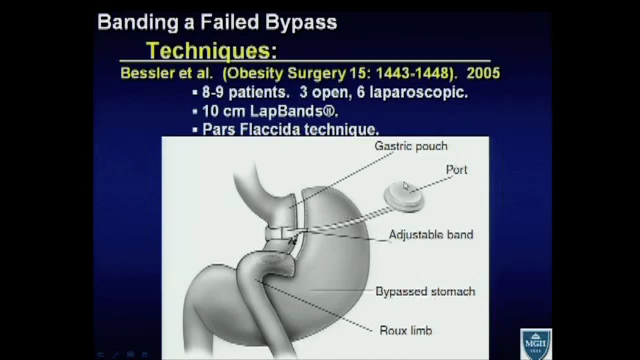 Banding a Failed Bypass
Techniques:
Bessler et al. (Obesity Surgery 15: 1443-1448). 2005
8-9 patients. 3 open, 6 laparoscopic.
10 cm LapBands®.
Pars Flaccida technique.
Gastric pouch
Port
Adjustable band
Bypassed stomach
Roux limb
MGH